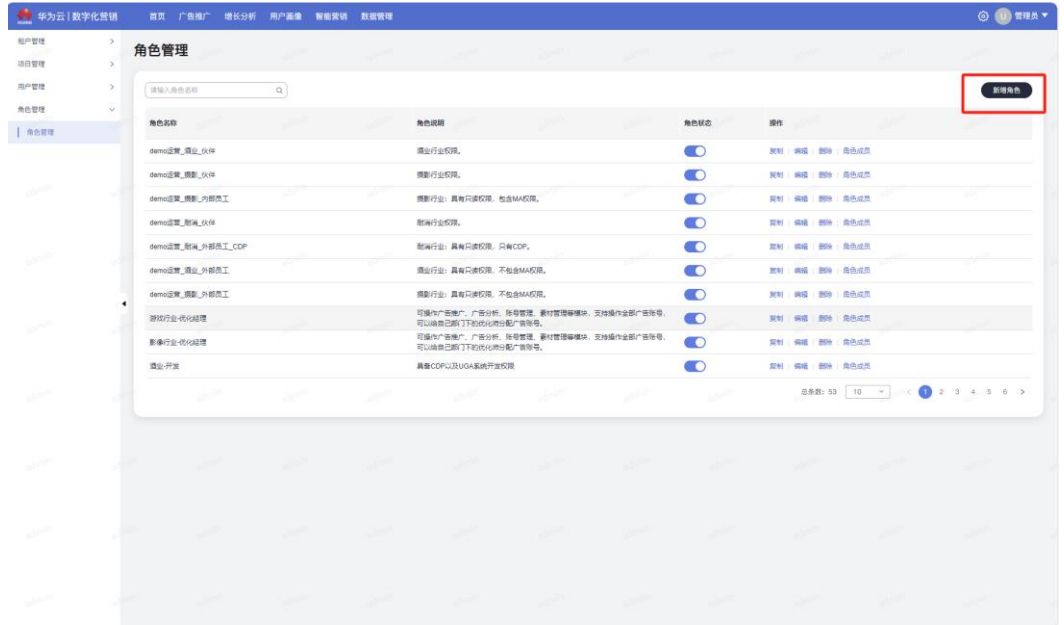 华为云 | 数字化营销 首页 广告推广 增长分析 用户画像 智能营销 数据管理 U 管理员
租户管理
项目管理
用户管理
角色管理
角色管理
角色管理
请输入角色名称
新增角色
角色名称 角色说明 角色状态 操作
demo运营_酒业_伙伴 酒业行业权限。 复制 编辑 删除 角色成员
demo运营_摄影_伙伴 摄影行业权限。 复制 编辑 删除 角色成员
demo运营_摄影_内部员工 摄影行业：具有只读权限，包含MA权限。 复制 编辑 删除 角色成员
demo运营_耐消_伙伴 耐消行业权限。 复制 编辑 删除 角色成员
demo运营_耐消_外部员工_CDP 耐消行业：具有只读权限，只有CDP。 复制 编辑 删除 角色成员
demo运营_酒业_外部员工 酒业行业：具有只读权限，不包含MA权限。 复制 编辑 删除 角色成员
demo运营_摄影_外部员工 摄影行业：具有只读权限，不包含MA权限。 复制 编辑 删除 角色成员
游戏行业-优化经理 可操作广告推广、广告分析、账号管理、素材管理等模块，支持操作全部广告账号，
可以给自己部门下的优化师分配广告账号。 复制 编辑 删除 角色成员
影像行业-优化经理 可操作广告推广、广告分析、账号管理、素材管理等模块，支持操作全部广告账号，
可以给自己部门下的优化师分配广告账号。 复制 编辑 删除 角色成员
酒业-开发 具备CDP以及UGA系统开发权限 复制 编辑 删除 角色成员
总条数: 53 10 < 1 2 3 4 5 6 >